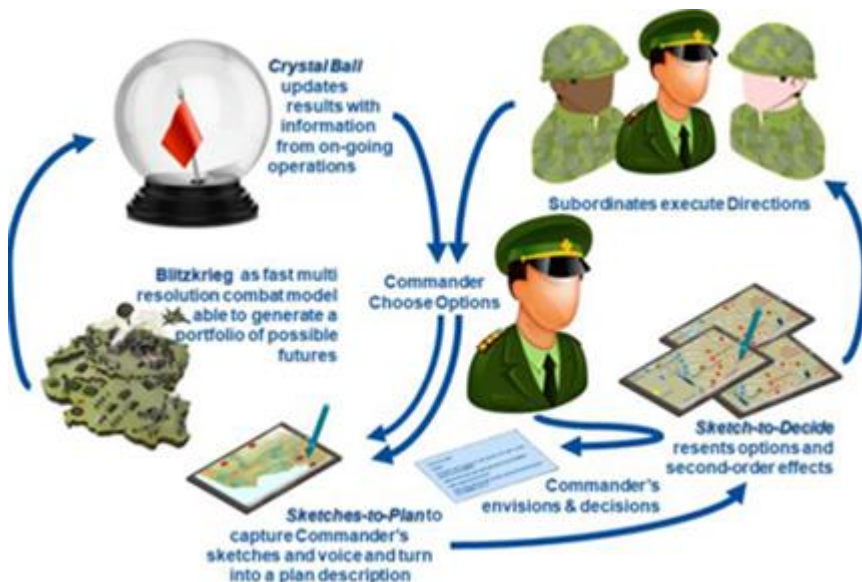 Crystal Ball
updates
results with
information
from on-going
operations
Subordinates execute Directions
Blitzkrieg as fast multi
resolution combat model
able to generate a
portfolio of possible
futures
Commander
Choose Options
Sketch-to-Decide
resents options and
second-order effects
Commander's
envisions & decisions
Sketches-to-Plan to
capture Commander's
sketches and voice and turn
into a plan description